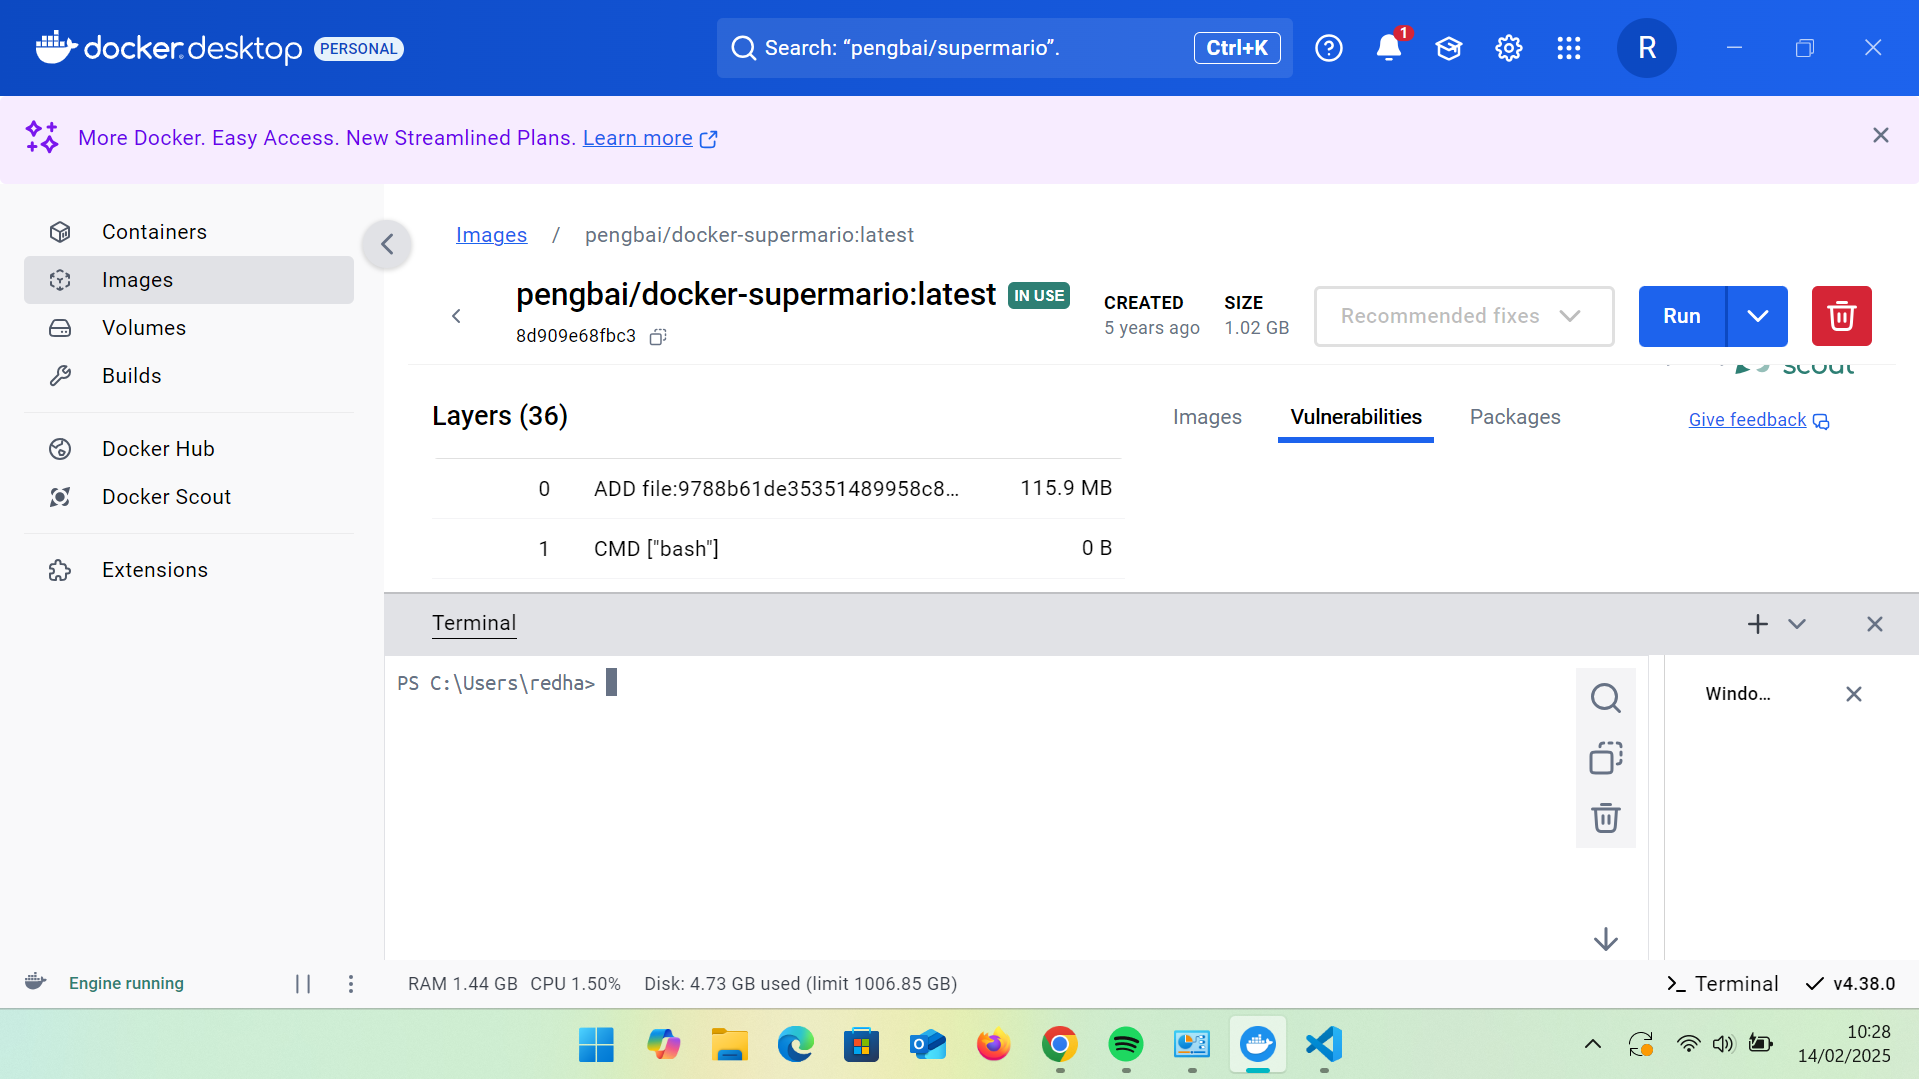 docker.desktop PERSONAL
Search: “pengbai/supermario”.
Ctrl+K
1
R
More Docker. Easy Access. New Streamlined Plans. Learn more
Containers
Images
Volumes
Builds
Docker Hub
Docker Scout
Extensions
Images / pengbai/docker-supermario:latest
pengbai/docker-supermario:latest IN USE
8d909e68fbc3
CREATED
5 years ago
SIZE
1.02 GB
Recommended fixes
Run
scout
Layers (36)
Images
Vulnerabilities
Packages
Give feedback
0 ADD file:9788b61de35351489958c8... 115.9 MB
1 CMD ["bash"] 0 B
Terminal
PS C:\Users\redha>
Windo...
Engine running
RAM 1.44 GB CPU 1.50% Disk: 4.73 GB used (limit 1006.85 GB)
Terminal
v4.38.0
10:28
14/02/2025